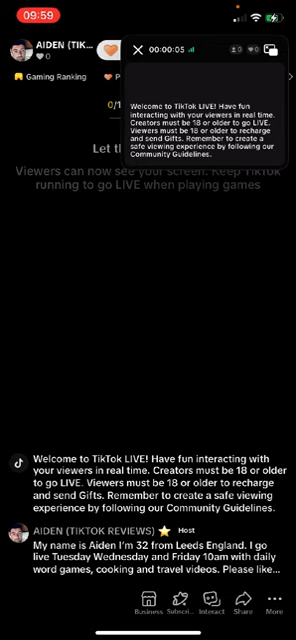 09:59
AIDEN (TIK...
0
00:00:05
0 0
Gaming Ranking
Welcome to TikTok LIVE! Have fun
interacting with your viewers in real time.
Creators must be 18 or older to go LIVE.
Viewers must be 18 or older to recharge
and send Gifts. Remember to create a
safe viewing experience by following our
Community Guidelines.
0/1
Let th
Viewers can now see your screen. Keep TikTok
running to go LIVE when playing games
Welcome to TikTok LIVE! Have fun interacting with
your viewers in real time. Creators must be 18 or older
to go LIVE. Viewers must be 18 or older to recharge
and send Gifts. Remember to create a safe viewing
experience by following our Community Guidelines.
AIDEN (TIKTOK REVIEWS) Host
My name is Aiden I'm 32 from Leeds England. I go
live Tuesday Wednesday and Friday 10am with daily
word games, cooking and travel videos. Please like...
Business Subscri... Interact Share More